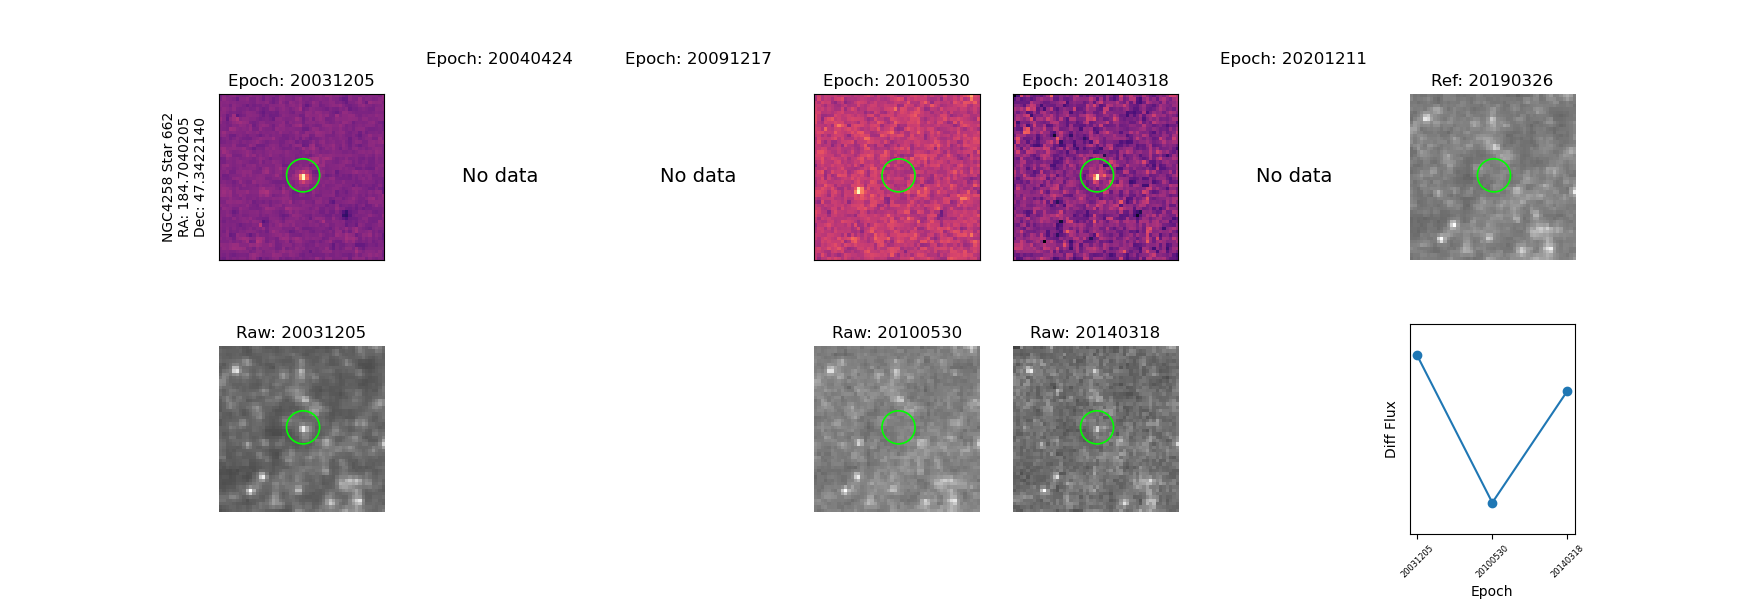 Epoch: 20040424
Epoch: 20091217
Epoch: 20201211
Epoch: 20031205
Epoch: 20100530
Epoch: 20140318
Ref: 20190326
NGC4258 Star 662
RA: 184.7040205
Dec: 47.3422140
No data
No data
No data
Raw: 20031205
Raw: 20100530
Raw: 20140318
Diff Flux
20031205
20100530
20140318
Epoch